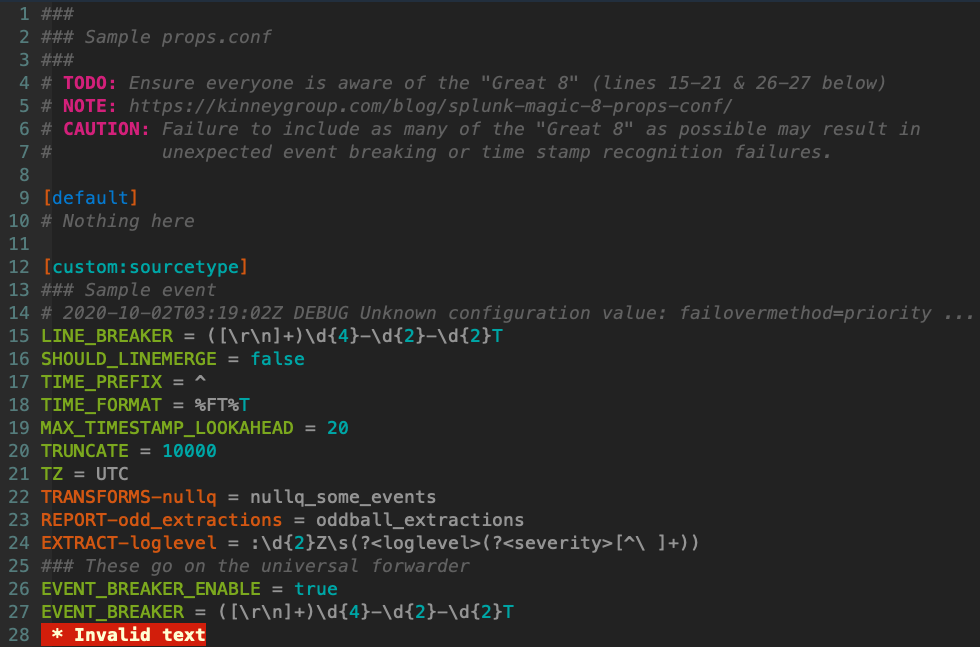 1 ###
2 ### Sample props.conf
3 ###
4 # TODO: Ensure everyone is aware of the "Great 8" (lines 15-21 & 26-27 below)
5 # NOTE: https://kinneygroup.com/blog/splunk-magic-8-props-conf/
6 # CAUTION: Failure to include as many of the "Great 8" as possible may result in
7 #          unexpected event breaking or time stamp recognition failures.
8
9 [default]
10 # Nothing here
11
12 [custom:sourcetype]
13 ### Sample event
14 # 2020-10-02T03:19:02Z DEBUG Unknown configuration value: failovermethod=priority ...
15 LINE_BREAKER = ([\r\n]+)\d{4}-\d{2}-\d{2}T
16 SHOULD_LINEMERGE = false
17 TIME_PREFIX = ^
18 TIME_FORMAT = %FT%T
19 MAX_TIMESTAMP_LOOKAHEAD = 20
20 TRUNCATE = 10000
21 TZ = UTC
22 TRANSFORMS-nullq = nullq_some_events
23 REPORT-odd_extractions = oddball_extractions
24 EXTRACT-loglevel = :\d{2}Z\s(?<loglevel>(?<severity>[^\ ]+))
25 ### These go on the universal forwarder
26 EVENT_BREAKER_ENABLE = true
27 EVENT_BREAKER = ([\r\n]+)\d{4}-\d{2}-\d{2}T
28  * Invalid text